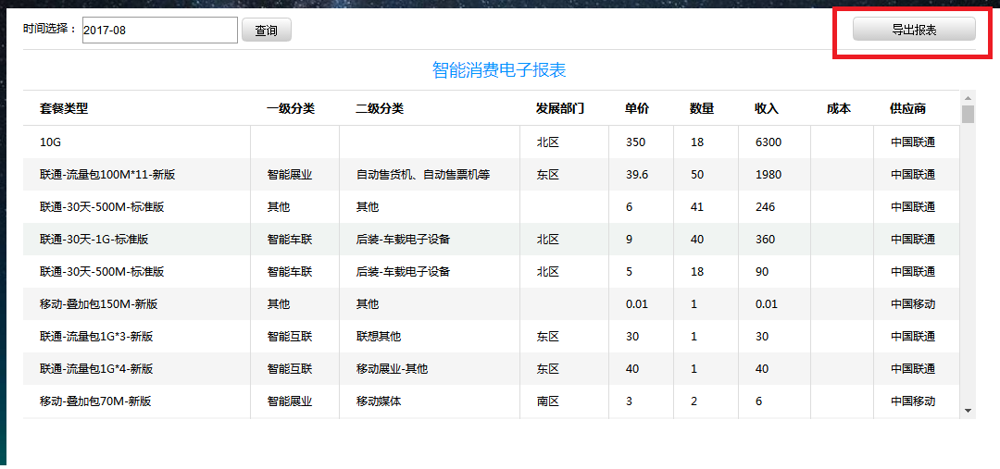 时间选择： 2017-08 查询 导出报表
智能消费电子报表
套餐类型 一级分类 二级分类 发展部门 单价 数量 收入 成本 供应商
10G 北区 350 18 6300 中国联通
联通-流量包100M*11-新版 智能展业 自动售货机、自动售票机等 东区 39.6 50 1980 中国联通
联通-30天-500M-标准版 其他 其他 6 41 246 中国联通
联通-30天-1G-标准版 智能车联 后装-车载电子设备 北区 9 40 360 中国联通
联通-30天-500M-标准版 智能车联 后装-车载电子设备 北区 5 18 90 中国联通
移动-叠加包150M-新版 其他 其他 0.01 1 0.01 中国移动
联通-流量包1G*3-新版 智能互联 联想其他 东区 30 1 30 中国联通
联通-流量包1G*4-新版 智能互联 移动展业-其他 东区 40 1 40 中国联通
移动-叠加包70M-新版 智能展业 移动媒体 南区 3 2 6 中国移动